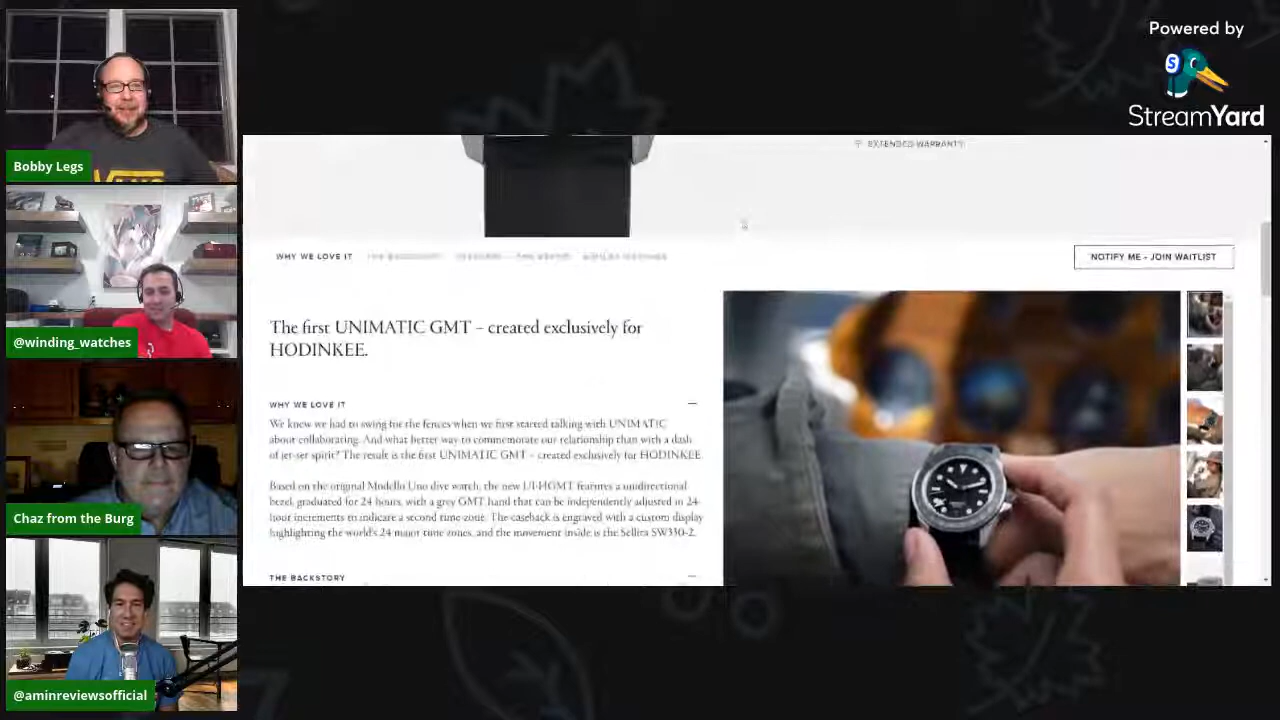 Powered by
StreamYard
Bobby Legs
@winding_watches
Chaz from the Burg
@aminreviewsofficial
EXTENDED WARRANTY
WHY WE LOVE IT
NOTIFY ME - JOIN WAITLIST
The first UNIMATIC GMT – created exclusively for
HODINKEE.
WHY WE LOVE IT
We knew we had to swing for the fences when we first started talking with UNIMATIC
about collaborating. And what better way to commemorate our relationship than with a dash
of jet-set spirit? The result is the first UNIMATIC GMT – created exclusively for HODINKEE
Based on the original Modello Uno dive watch, the new U1-HGMT features a unidirectional
bezel, graduated for 24 hours, with a grey GMT hand that can be independently adjusted in 24-
hour increments to indicate a second time zone. The caseback is engraved with a custom display
highlighting the world's 24 major time zones, and the movement inside is the Sellita SW330-2.
THE BACKSTORY